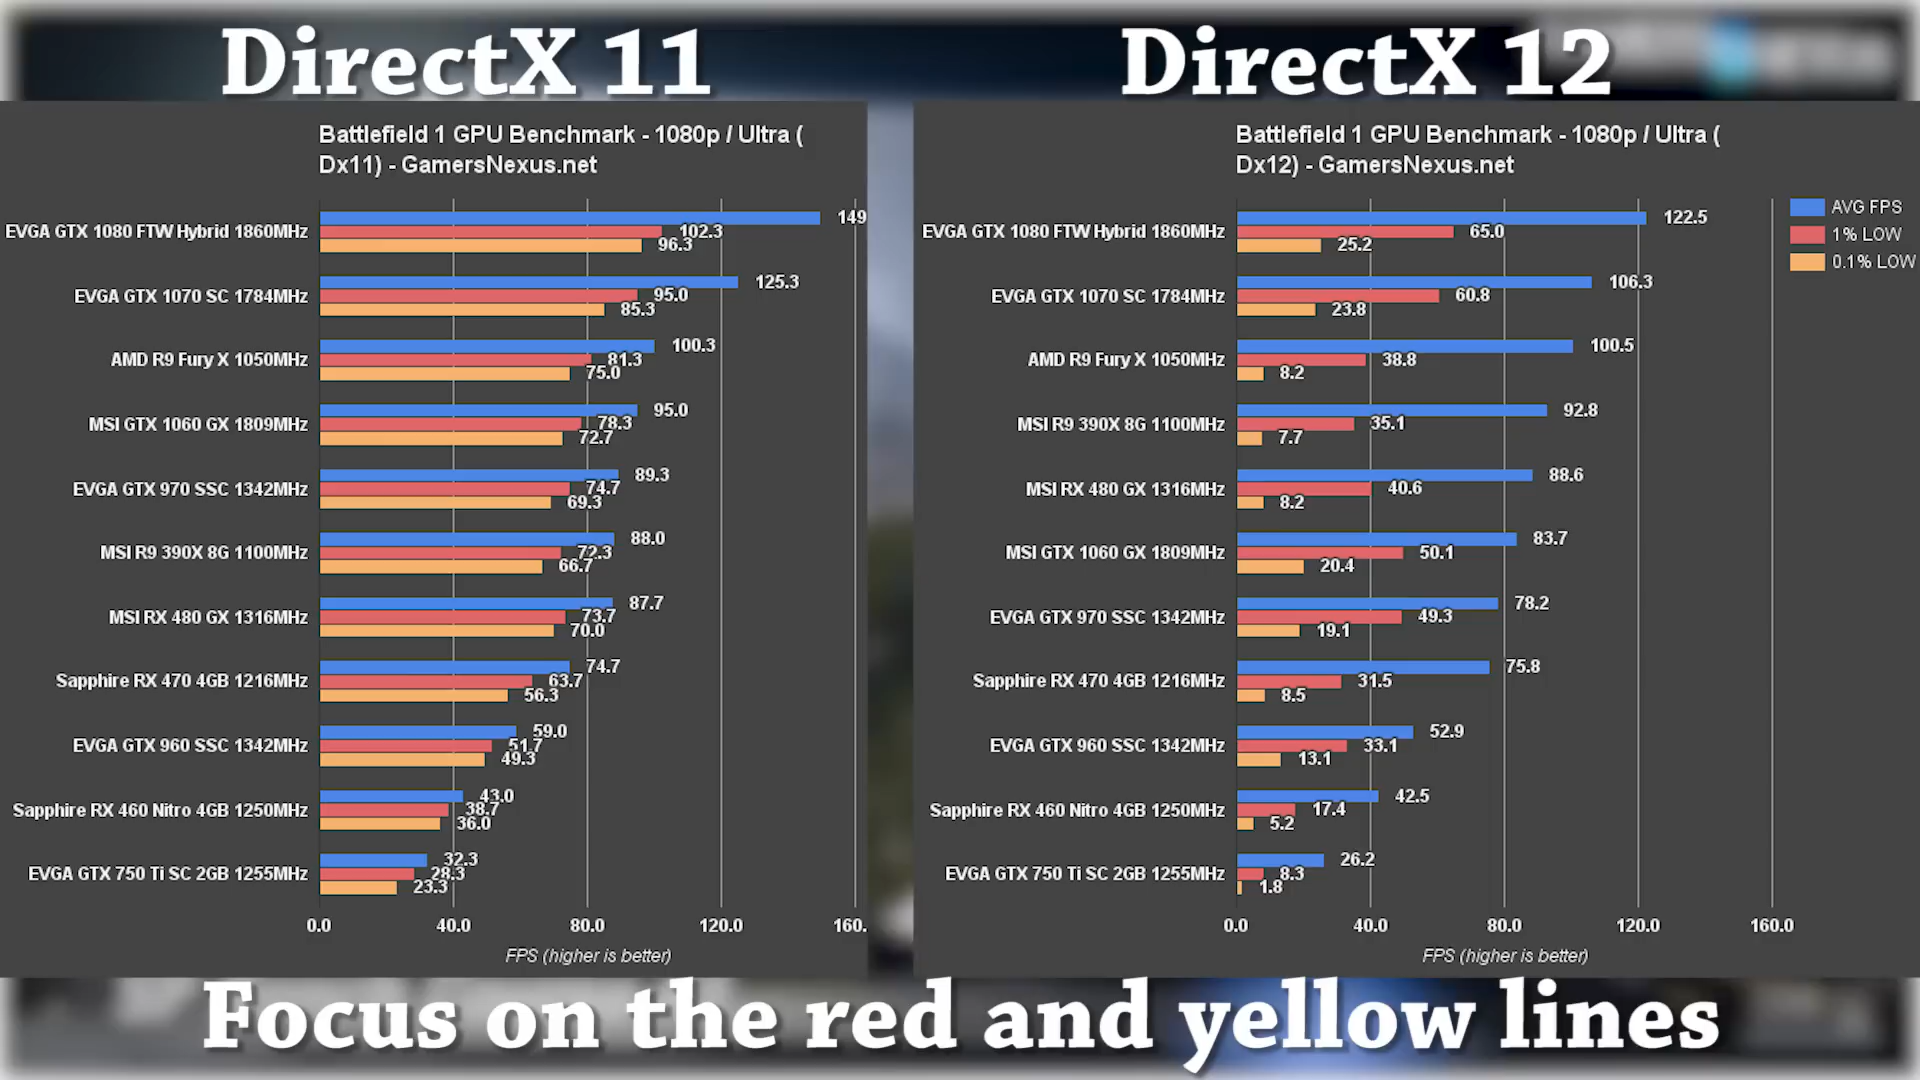 DirectX 11
DirectX 12
Battlefield 1 GPU Benchmark - 1080p / Ultra (
Dx11) - GamersNexus.net
EVGA GTX 1080 FTW Hybrid 1860MHz
149
102.3
96.3
EVGA GTX 1070 SC 1784MHz
125.3
95.0
85.3
AMD R9 Fury X 1050MHz
100.3
81.3
75.0
MSI GTX 1060 GX 1809MHz
95.0
78.3
72.7
EVGA GTX 970 SSC 1342MHz
89.3
74.7
69.3
MSI R9 390X 8G 1100MHz
88.0
72.3
66.7
MSI RX 480 GX 1316MHz
87.7
73.7
70.0
Sapphire RX 470 4GB 1216MHz
74.7
63.7
56.3
EVGA GTX 960 SSC 1342MHz
59.0
51.7
49.3
Sapphire RX 460 Nitro 4GB 1250MHz
43.0
38.7
36.0
EVGA GTX 750 Ti SC 2GB 1255MHz
32.3
28.3
23.3
0.0 40.0 80.0 120.0 160.
FPS (higher is better)
Battlefield 1 GPU Benchmark - 1080p / Ultra (
Dx12) - GamersNexus.net
AVG FPS
1% LOW
0.1% LOW
EVGA GTX 1080 FTW Hybrid 1860MHz
122.5
65.0
25.2
EVGA GTX 1070 SC 1784MHz
106.3
60.8
23.8
AMD R9 Fury X 1050MHz
100.5
38.8
8.2
MSI R9 390X 8G 1100MHz
92.8
35.1
7.7
MSI RX 480 GX 1316MHz
88.6
40.6
8.2
MSI GTX 1060 GX 1809MHz
83.7
50.1
20.4
EVGA GTX 970 SSC 1342MHz
78.2
49.3
19.1
Sapphire RX 470 4GB 1216MHz
75.8
31.5
8.5
EVGA GTX 960 SSC 1342MHz
52.9
33.1
13.1
Sapphire RX 460 Nitro 4GB 1250MHz
42.5
17.4
5.2
EVGA GTX 750 Ti SC 2GB 1255MHz
26.2
8.3
1.8
0.0 40.0 80.0 120.0 160.0
FPS (higher is better)
Focus on the red and yellow lines